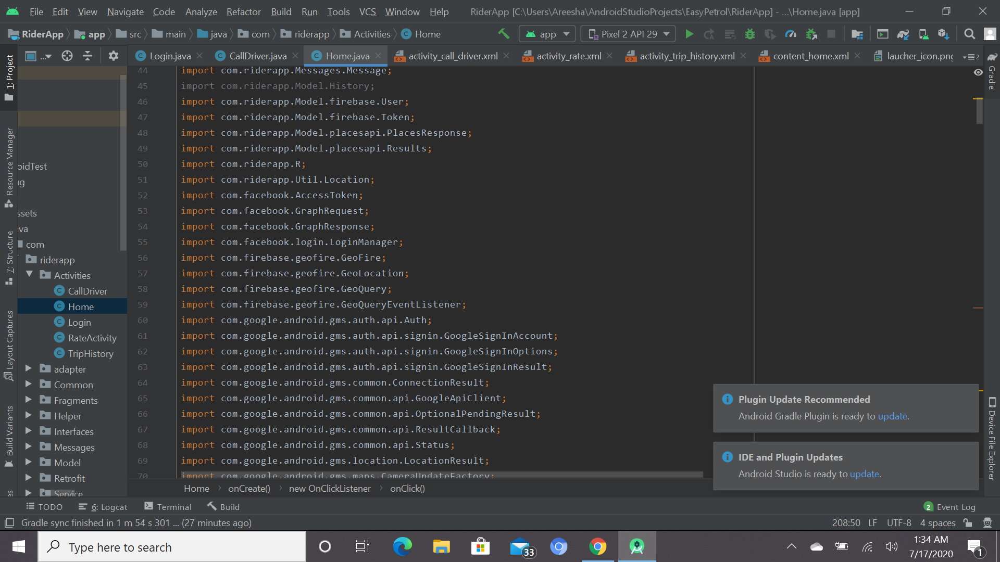 File Edit View Navigate Code Analyze Refactor Build Run Tools VCS Window Help RiderApp [C:\Users\Areesha\AndroidStudioProjects\EasyPetrol\RiderApp] - ...\Home.java [app]
RiderApp app src main java com riderapp Activities Home app Pixel 2 API 29
... Login.java CallDriver.java Home.java activity_call_driver.xml activity_rate.xml activity_trip_history.xml content_home.xml laucher_icon.png 2
1: Project
Resource Manager
7: Structure
Layout Captures
Build Variants
oidTest
ug
ssets
va
com
riderapp
Activities
CallDriver
Home
Login
RateActivity
TripHistory
adapter
Common
Fragments
Helper
Interfaces
Messages
Model
Retrofit
Service
44 import com.riderapp.Messages.Message;
45 import com.riderapp.Model.History;
46 import com.riderapp.Model.firebase.User;
47 import com.riderapp.Model.firebase.Token;
48 import com.riderapp.Model.placesapi.PlacesResponse;
49 import com.riderapp.Model.placesapi.Results;
50 import com.riderapp.R;
51 import com.riderapp.Util.Location;
52 import com.facebook.AccessToken;
53 import com.facebook.GraphRequest;
54 import com.facebook.GraphResponse;
55 import com.facebook.login.LoginManager;
56 import com.firebase.geofire.GeoFire;
57 import com.firebase.geofire.GeoLocation;
58 import com.firebase.geofire.GeoQuery;
59 import com.firebase.geofire.GeoQueryEventListener;
60 import com.google.android.gms.auth.api.Auth;
61 import com.google.android.gms.auth.api.signin.GoogleSignInAccount;
62 import com.google.android.gms.auth.api.signin.GoogleSignInOptions;
63 import com.google.android.gms.auth.api.signin.GoogleSignInResult;
64 import com.google.android.gms.common.ConnectionResult;
65 import com.google.android.gms.common.api.GoogleApiClient;
66 import com.google.android.gms.common.api.OptionalPendingResult;
67 import com.google.android.gms.common.api.ResultCallback;
68 import com.google.android.gms.common.api.Status;
69 import com.google.android.gms.location.LocationResult;
70 import com.google.android.gms.maps.CameraUpdateFactory;
Gradle
Device File Explorer
Plugin Update Recommended
Android Gradle Plugin is ready to update.
IDE and Plugin Updates
Android Studio is ready to update.
Home onCreate() new OnClickListener onClick()
TODO 6: Logcat Terminal Build 2 Event Log
Gradle sync finished in 1 m 54 s 301 ... (27 minutes ago) 208:50 LF UTF-8 4 spaces
Type here to search 33 1:34 AM
7/17/2020 1